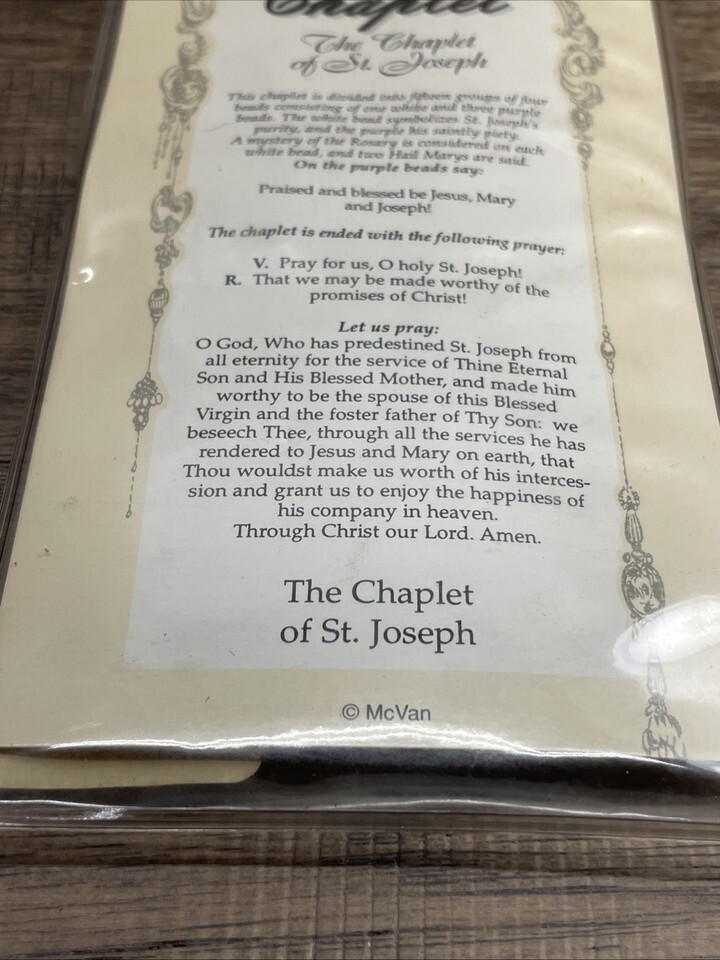 Chaplet
The Chaplet
of St. Joseph
This chaplet is divided into fifteen groups of four
beads consisting of one white and three purple
beads. The white bead symbolizes St. Joseph's
purity, and the purple his saintly piety.
A mystery of the Rosary is considered on each
white bead, and two Hail Marys are said.
On the purple beads say:
Praised and blessed be Jesus, Mary
and Joseph!
The chaplet is ended with the following prayer:
V. Pray for us, O holy St. Joseph!
R. That we may be made worthy of the
promises of Christ!
Let us pray:
O God, Who has predestined St. Joseph from
all eternity for the service of Thine Eternal
Son and His Blessed Mother, and made him
worthy to be the spouse of this Blessed
Virgin and the foster father of Thy Son: we
beseech Thee, through all the services he has
rendered to Jesus and Mary on earth, that
Thou wouldst make us worth of his interces-
sion and grant us to enjoy the happiness of
his company in heaven.
Through Christ our Lord. Amen.
The Chaplet
of St. Joseph
© McVan